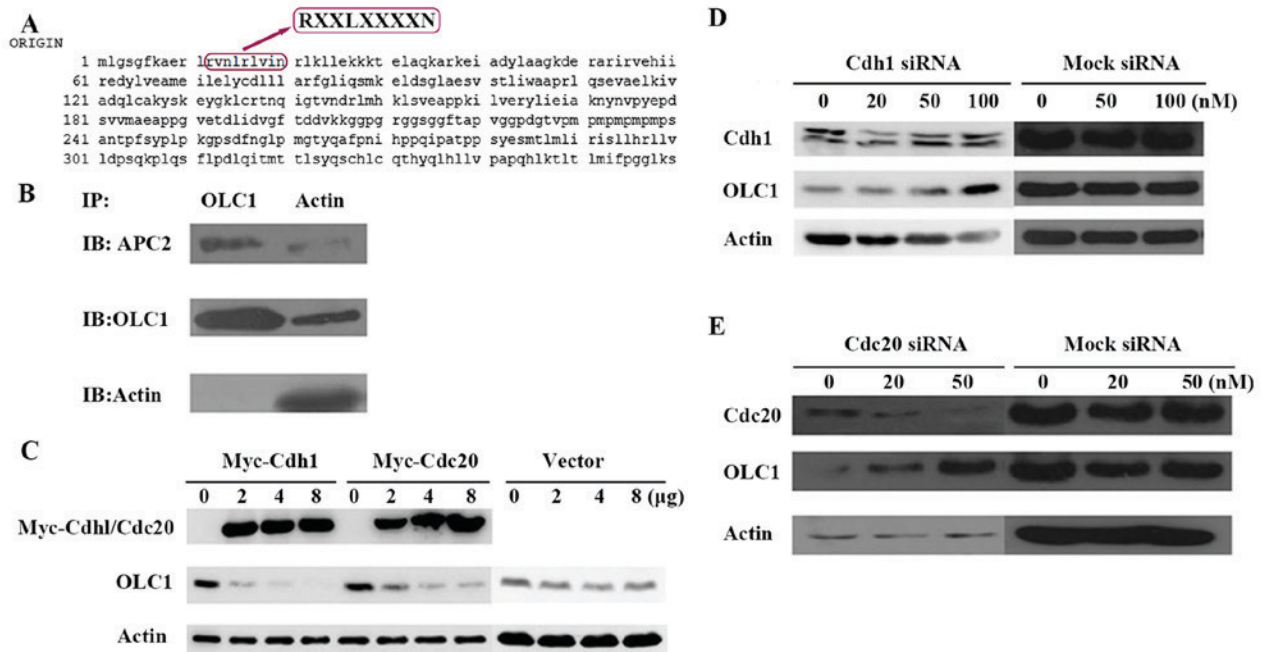 A
RXXLXXXXN
ORIGIN
1 mlgsgfkaer lrvnlrlvin rlkllekkkt elaqkarkei adylaagkde rarirvehii
61 redylveame ilelycdlll arfgliqsmk eldsglaesv stliwaaprl qsevaelkiv
121 adqlcakysk eygklcrtnq igtvndrlmh klsveappki lverylieia knynvpyepd
181 svvmaeappg vetdlidvgf tddvkkggpg rggsggftap vggpdgtvpm pmpmpmpmps
241 antpfsyplp kgpsdfnglp mgtyqafpni hppqipatpp syesmtlmli risllhrllv
301 ldpsqkplqs flpdlqitmt tlsyqschlc qthyqlhllv papqhlktlt lmifpgglks
B
IP: OLC1 Actin
IB: APC2
IB:OLC1
IB:Actin
C
Myc-Cdh1 Myc-Cdc20 Vector
0 2 4 8 0 2 4 8 0 2 4 8 (μg)
Myc-Cdhl/Cdc20
OLC1
Actin
D
Cdh1 siRNA Mock siRNA
0 20 50 100 0 50 100 (nM)
Cdh1
OLC1
Actin
E
Cdc20 siRNA Mock siRNA
0 20 50 0 20 50 (nM)
Cdc20
OLC1
Actin